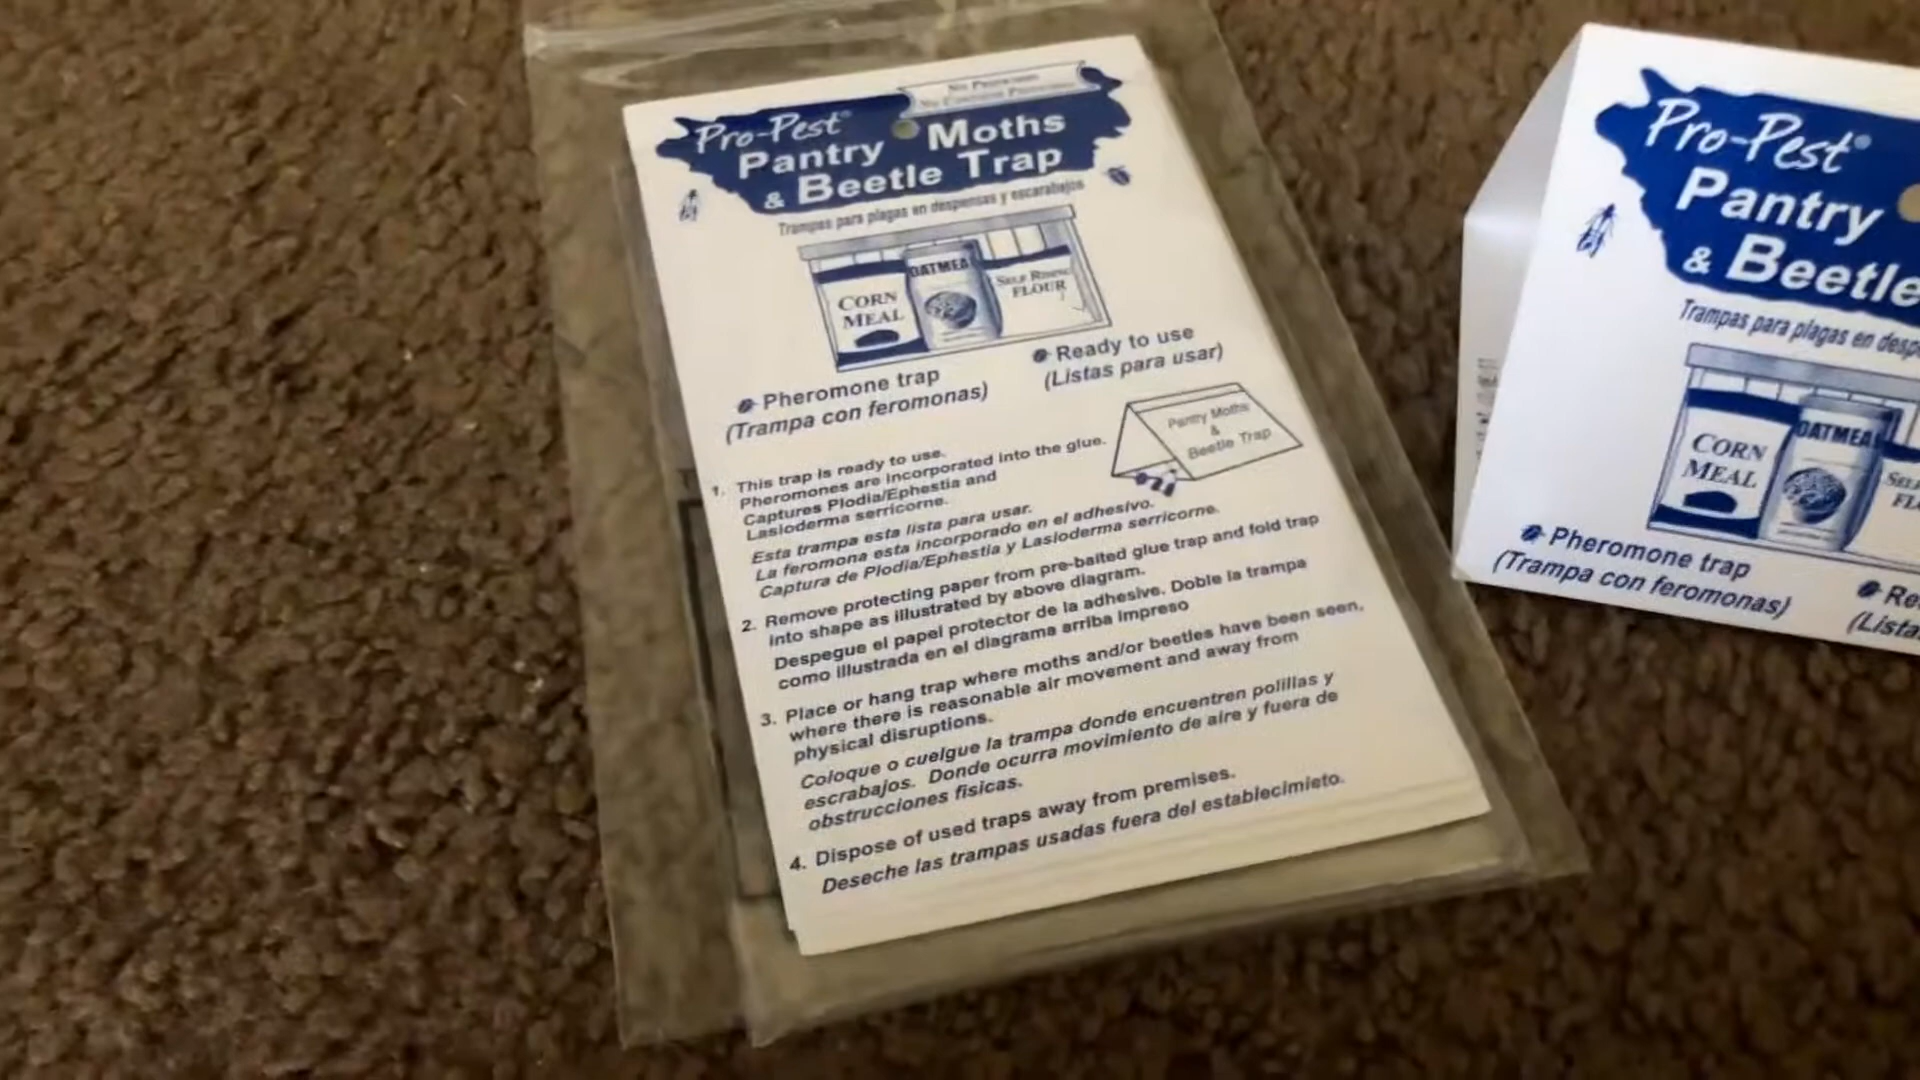 No Pesticides
Pro-Pest®
Pantry Moths
& Beetle Trap
Trampas para plagas en despensas y escarabajos
CORN
MEAL
OATMEAL
SELF RISING
FLOUR
Pheromone trap
(Trampa con feromonas)
Ready to use
(Listas para usar)
Pantry Moths
&
Beetle Trap
1. This trap is ready to use.
Pheromones are incorporated into the glue.
Captures Plodia/Ephestia and
Lasioderma serricorne.
Esta trampa esta lista para usar.
La feromona esta incorporado en el adhesivo.
Captura de Plodia/Ephestia y Lasloderma serricorne.
2. Remove protecting paper from pre-baited glue trap and fold trap
into shape as illustrated by above diagram.
Despegue el papel protector de la adhesive. Doble la trampa
como illustrada en el diagrama arriba impreso
3. Place or hang trap where moths and/or beetles have been seen,
where there is reasonable air movement and away from
physical disruptions.
Coloque o cuelgue la trampa donde encuentren polillas y
escrabajos. Donde ocurra movimiento de aire y fuera de
obstrucciones fisicas.
4. Dispose of used traps away from premises.
Deseche las trampas usadas fuera del establecimieto.
Pro-Pest®
Pantry
& Beetle
Trampas para plagas en desp
CORN
MEAL
OATMEAL
SELF
FL
Pheromone trap
(Trampa con feromonas)
Re
(Lista